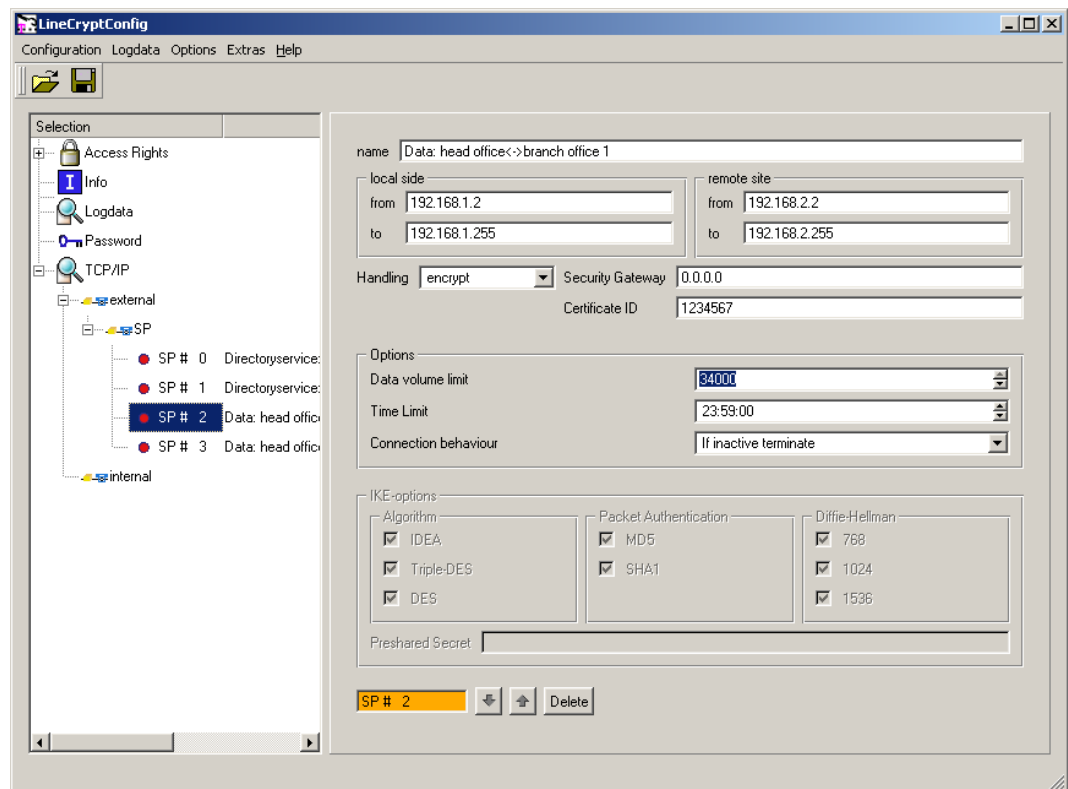 LineCryptConfig
Configuration Logdata Options Extras Help
Selection
Access Rights
Info
Logdata
Password
TCP/IP
external
SP
SP # 0 Directoryservice:
SP # 1 Directoryservice:
SP # 2 Data: head offic
SP # 3 Data: head offic
internal
name Data: head office<->branch office 1
local side
from 192.168.1.2
to 192.168.1.255
remote site
from 192.168.2.2
to 192.168.2.255
Handling encrypt Security Gateway 0.0.0.0
Certificate ID 1234567
Options
Data volume limit 34000
Time Limit 23:59:00
Connection behaviour If inactive terminate
IKE-options
Algorithm
IDEA
Triple-DES
DES
Packet Authentication
MD5
SHA1
Diffie-Hellman
768
1024
1536
Preshared Secret
SP # 2 Delete